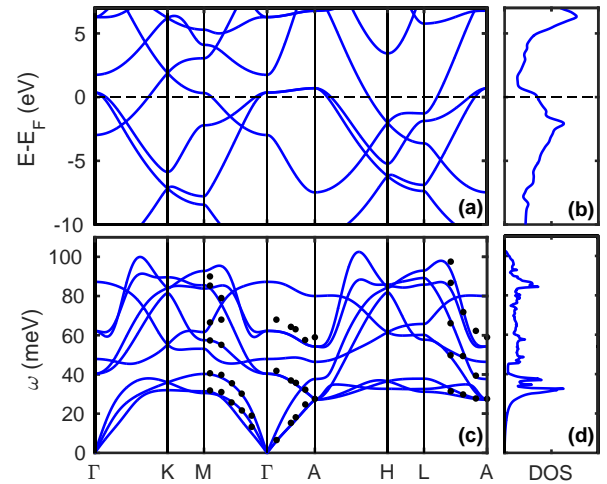 5
0
-5
-10
E-E_F (eV)
(a)
(b)
100
80
60
40
20
0
ω (meV)
(c)
(d)
Γ K M Γ A H L A
DOS